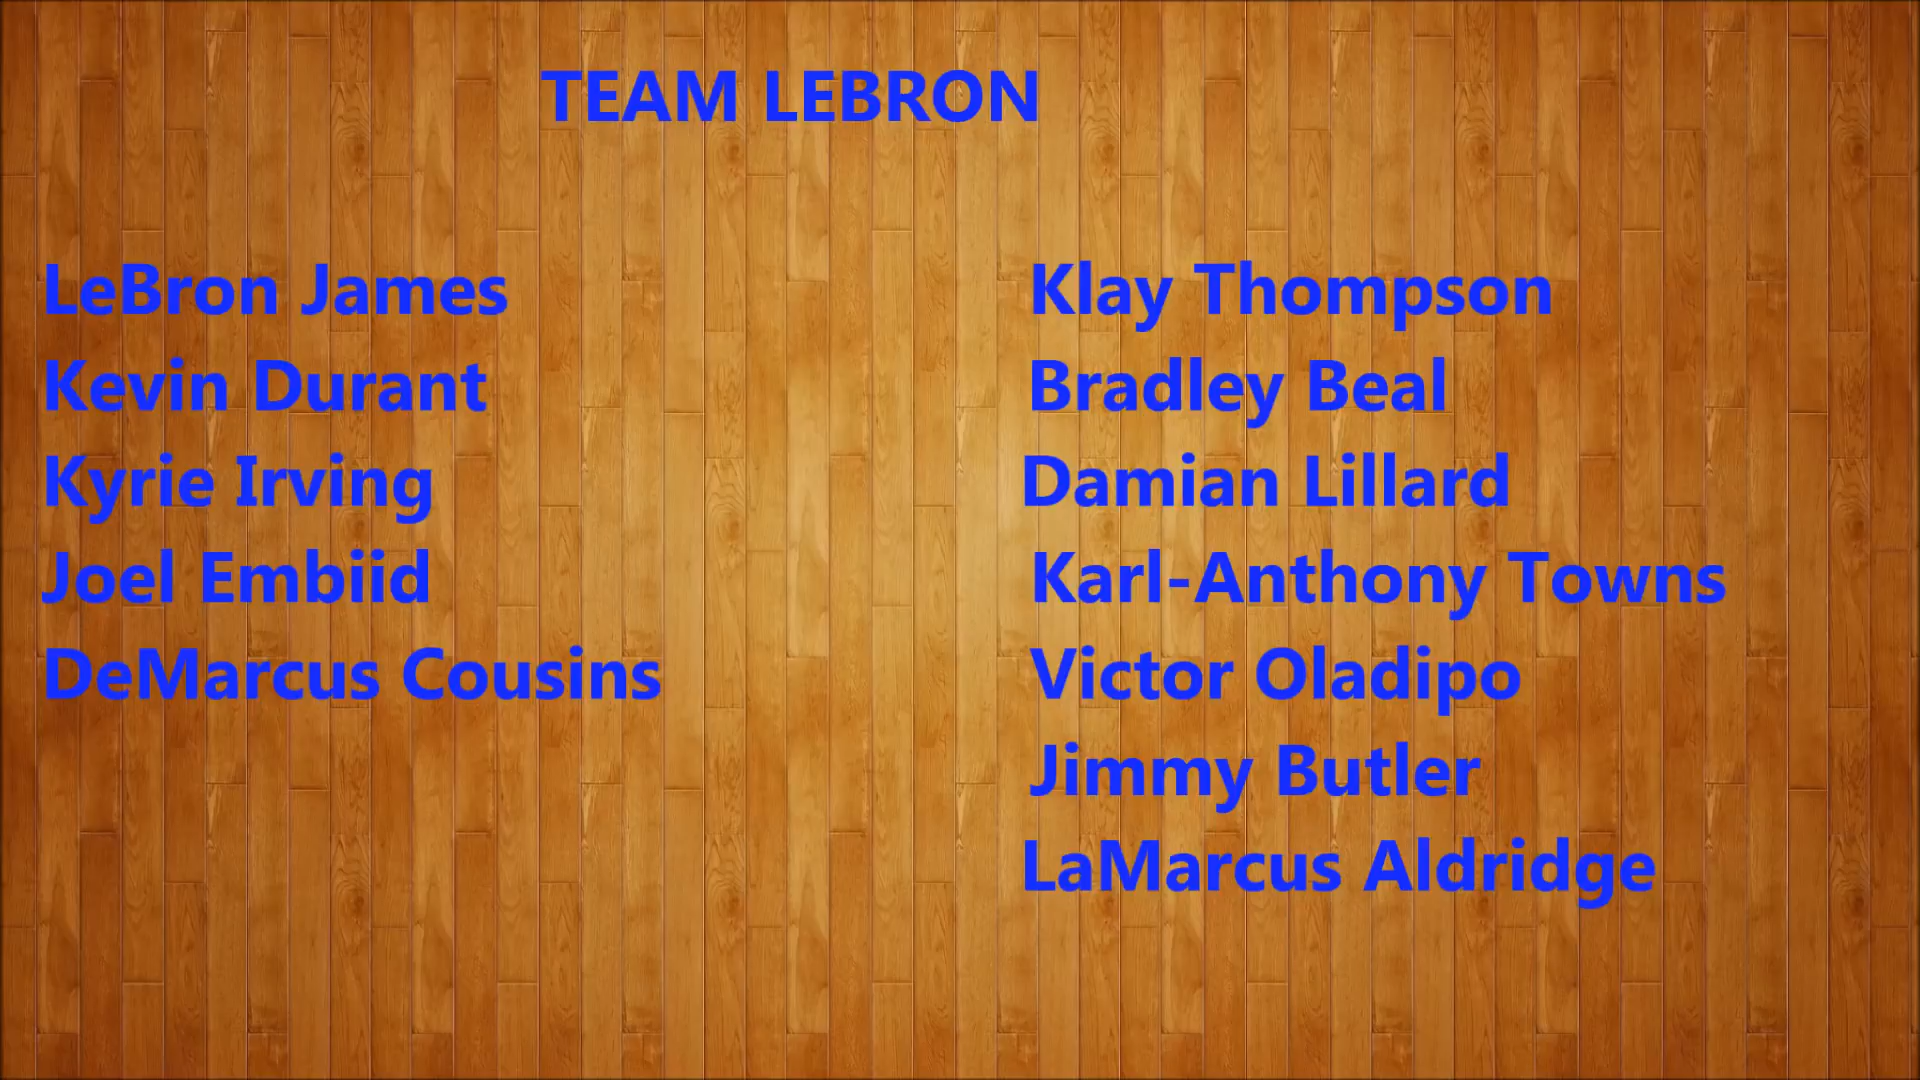 TEAM LEBRON
LeBron James
Kevin Durant
Kyrie Irving
Joel Embiid
DeMarcus Cousins
Klay Thompson
Bradley Beal
Damian Lillard
Karl-Anthony Towns
Victor Oladipo
Jimmy Butler
LaMarcus Aldridge